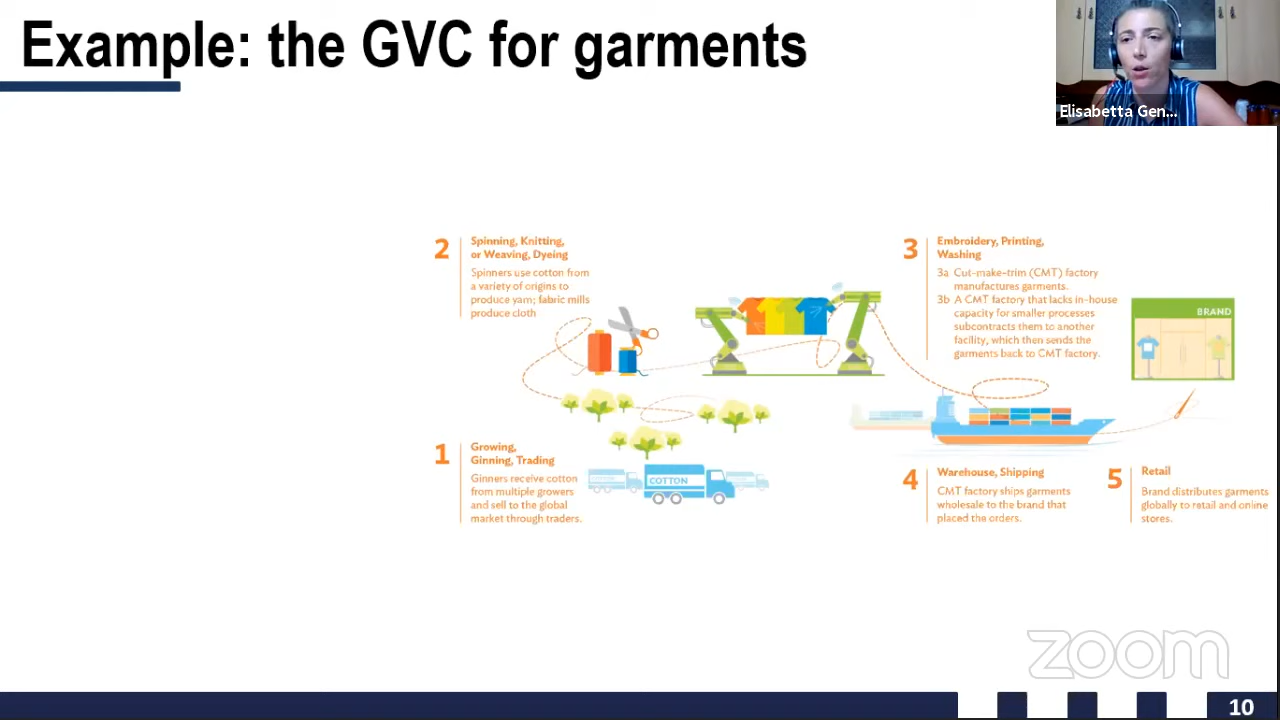 Example: the GVC for garments
Elisabetta Gen...
2
Spinning, Knitting,
or Weaving, Dyeing
Spinners use cotton from
a variety of origins to
produce yarn; fabric mills
produce cloth
3
Embroidery, Printing,
Washing
3a Cut-make-trim (CMT) factory
manufactures garments.
3b A CMT factory that lacks in-house
capacity for smaller processes
subcontracts them to another
facility, which then sends the
garments back to CMT factory.
BRAND
1
Growing,
Ginning, Trading
Ginners receive cotton
from multiple growers
and sell to the global
market through traders.
COTTON
4
Warehouse, Shipping
CMT factory ships garments
wholesale to the brand that
placed the orders.
5
Retail
Brand distributes garments
globally to retail and online
stores.
zoom
10